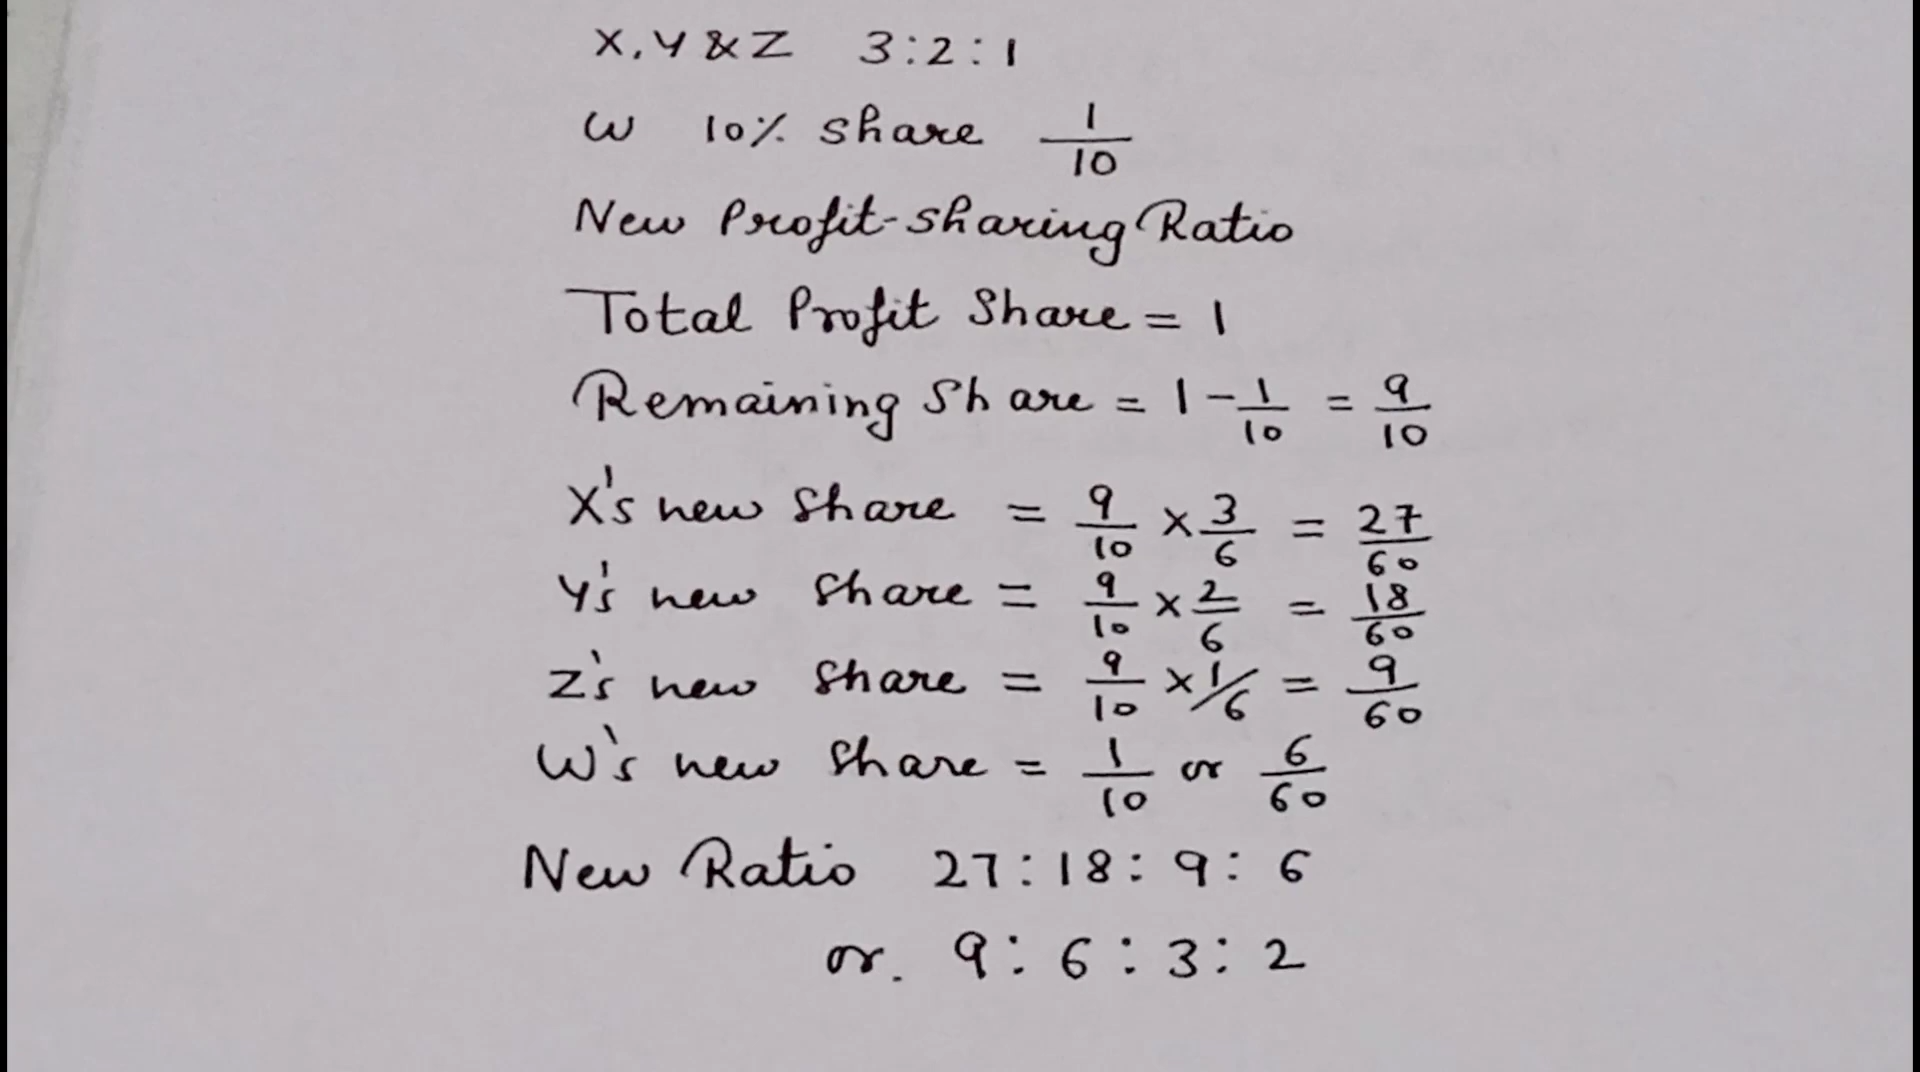 X, Y & Z 3:2:1
W 10% share 1/10
New Profit-sharing Ratio
Total Profit Share = 1
Remaining Share = 1 - 1/10 = 9/10
X's new share = 9/10 × 3/6 = 27/60
Y's new share = 9/10 × 2/6 = 18/60
Z's new share = 9/10 × 1/6 = 9/60
W's new share = 1/10 or 6/60
New Ratio 27:18:9:6
or. 9:6:3:2